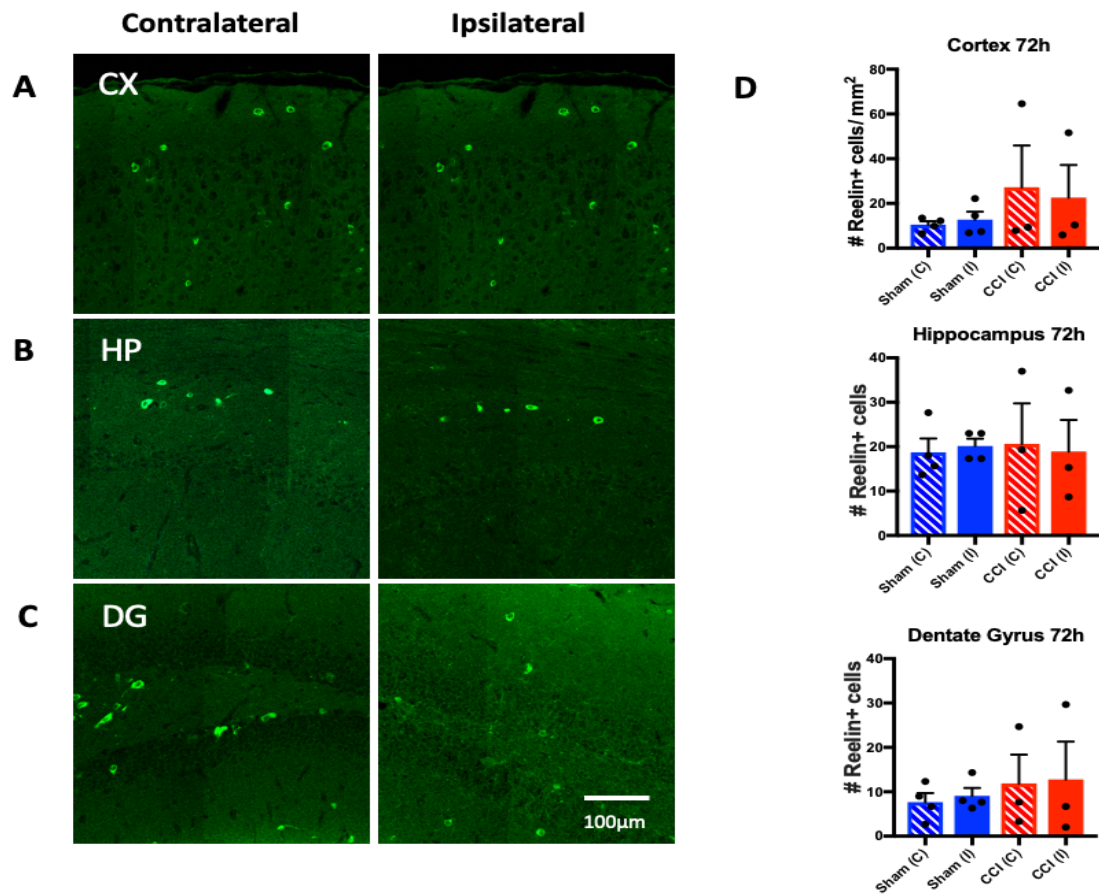 Contralateral
Ipsilateral
A
CX
B
HP
C
DG
100µm
D
Cortex 72h
# Reelin+ cells/ mm²
80
60
40
20
0
Sham (C)
Sham (I)
CCI (C)
CCI (I)
Hippocampus 72h
# Reelin+ cells
40
30
20
10
0
Sham (C)
Sham (I)
CCI (C)
CCI (I)
Dentate Gyrus 72h
# Reelin+ cells
40
30
20
10
0
Sham (C)
Sham (I)
CCI (C)
CCI (I)